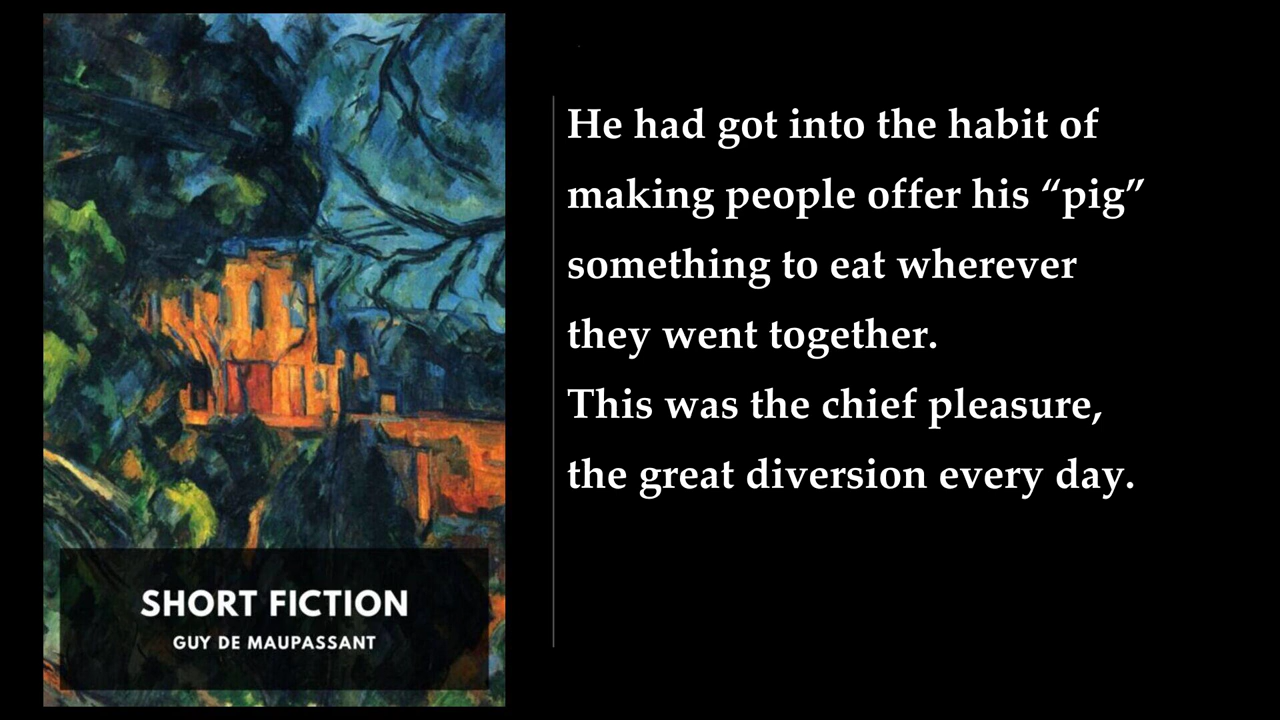 He had got into the habit of
making people offer his “pig”
something to eat wherever
they went together.
This was the chief pleasure,
the great diversion every day.
SHORT FICTION
GUY DE MAUPASSANT